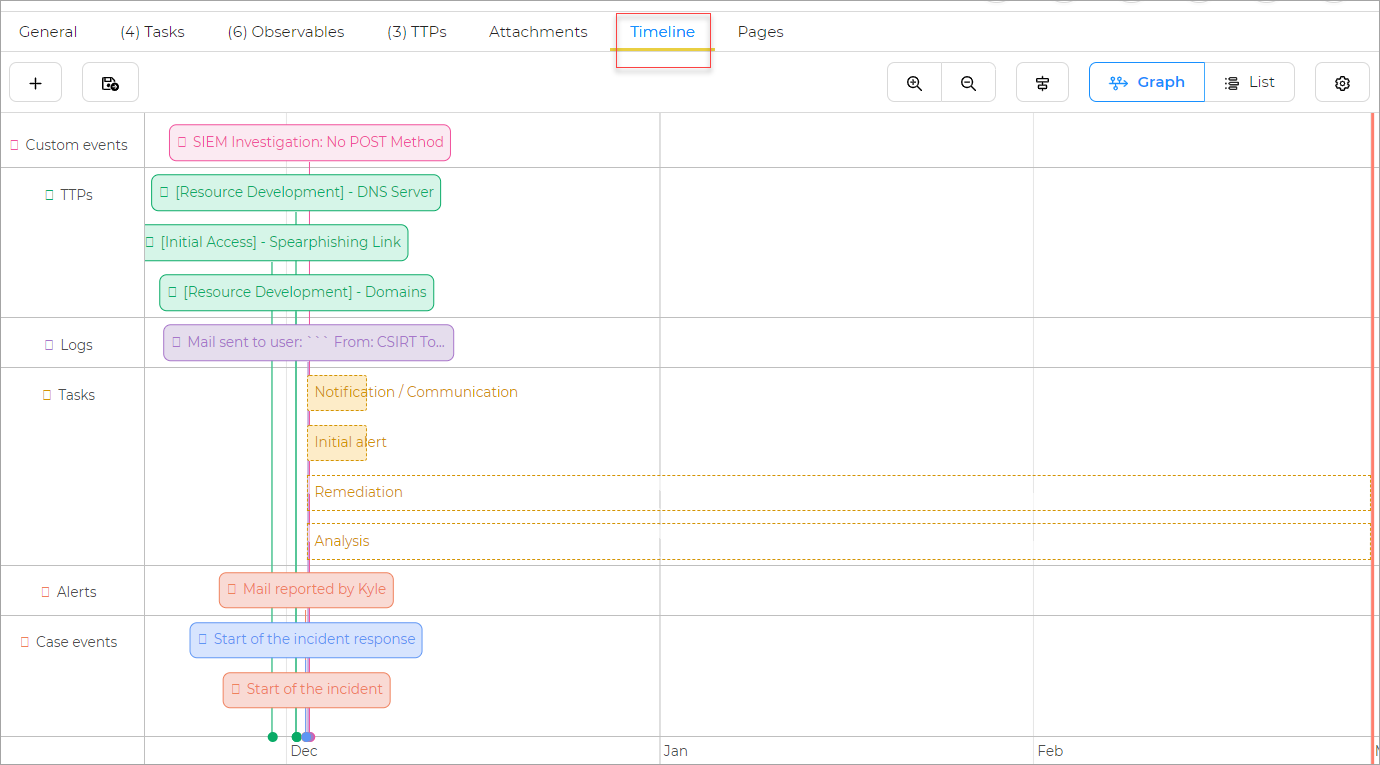 General (4) Tasks (6) Observables (3) TTPs Attachments Timeline Pages
Graph List
Custom events
SIEM Investigation: No POST Method
TTPs
[Resource Development] - DNS Server
[Initial Access] - Spearphishing Link
[Resource Development] - Domains
Logs
Mail sent to user: ``` From: CSIRT To...
Tasks
Notification / Communication
Initial alert
Remediation
Analysis
Alerts
Mail reported by Kyle
Case events
Start of the incident response
Start of the incident
Dec Jan Feb